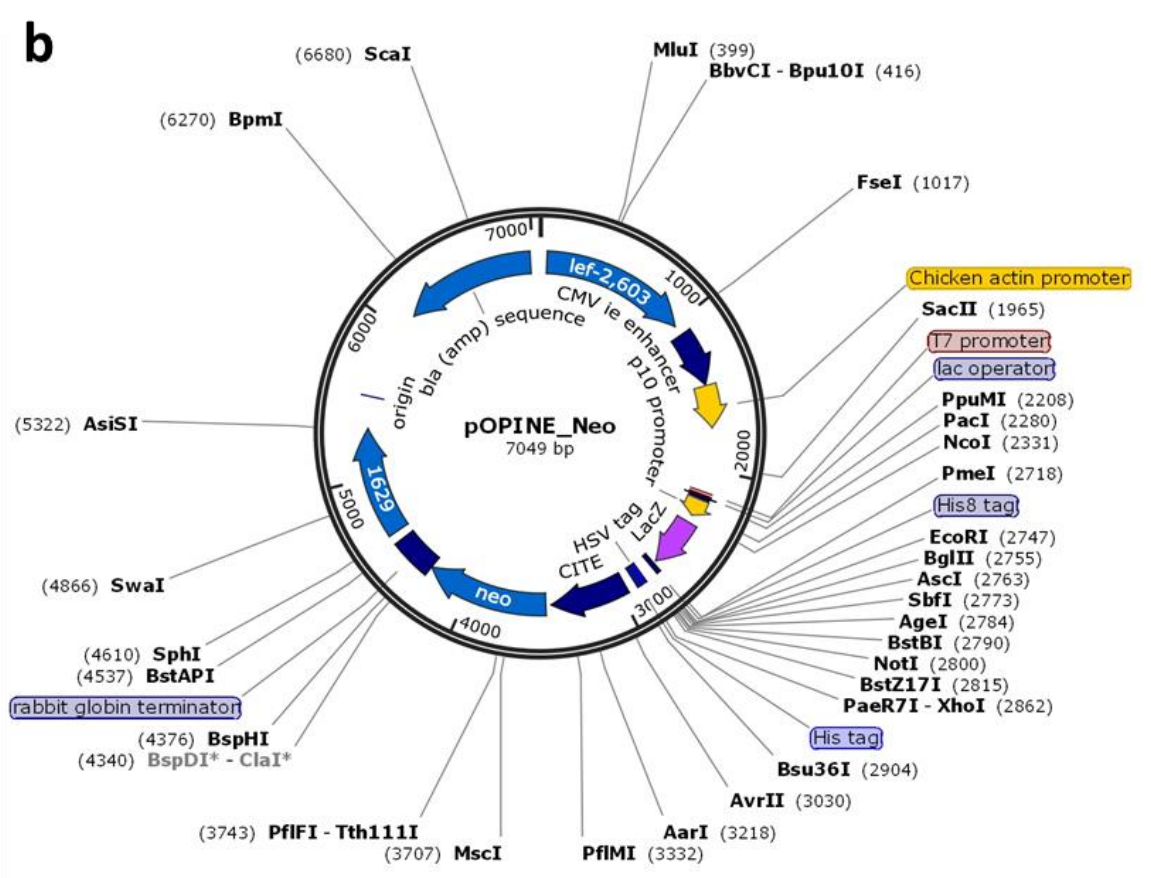 b
(6680) ScaI
MluI (399)
BbvCI - Bpu10I (416)
(6270) BpmI
FseI (1017)
7000
lef-2,603
1000
CMV ie enhancer
Chicken actin promoter
SacII (1965)
T7 promoter
lac operator
6000
bla (amp) sequence
p10 promoter
origin
PpuMI (2208)
PacI (2280)
NcoI (2331)
(5322) AsiSI
pOPINE_Neo
7049 bp
2000
PmeI (2718)
His8 tag
1629
5000
HSV tag
LacZ
CITE
EcoRI (2747)
BglII (2755)
AscI (2763)
SbfI (2773)
AgeI (2784)
BstBI (2790)
NotI (2800)
BstZ17I (2815)
PaeR7I - XhoI (2862)
(4866) SwaI
neo
3000
4000
(4610) SphI
(4537) BstAPI
rabbit globin terminator
(4376) BspHI
(4340) BspDI* - ClaI*
His tag
Bsu36I (2904)
AvrII (3030)
(3743) PflFI - Tth111I
AarI (3218)
(3707) MscI
PflMI (3332)